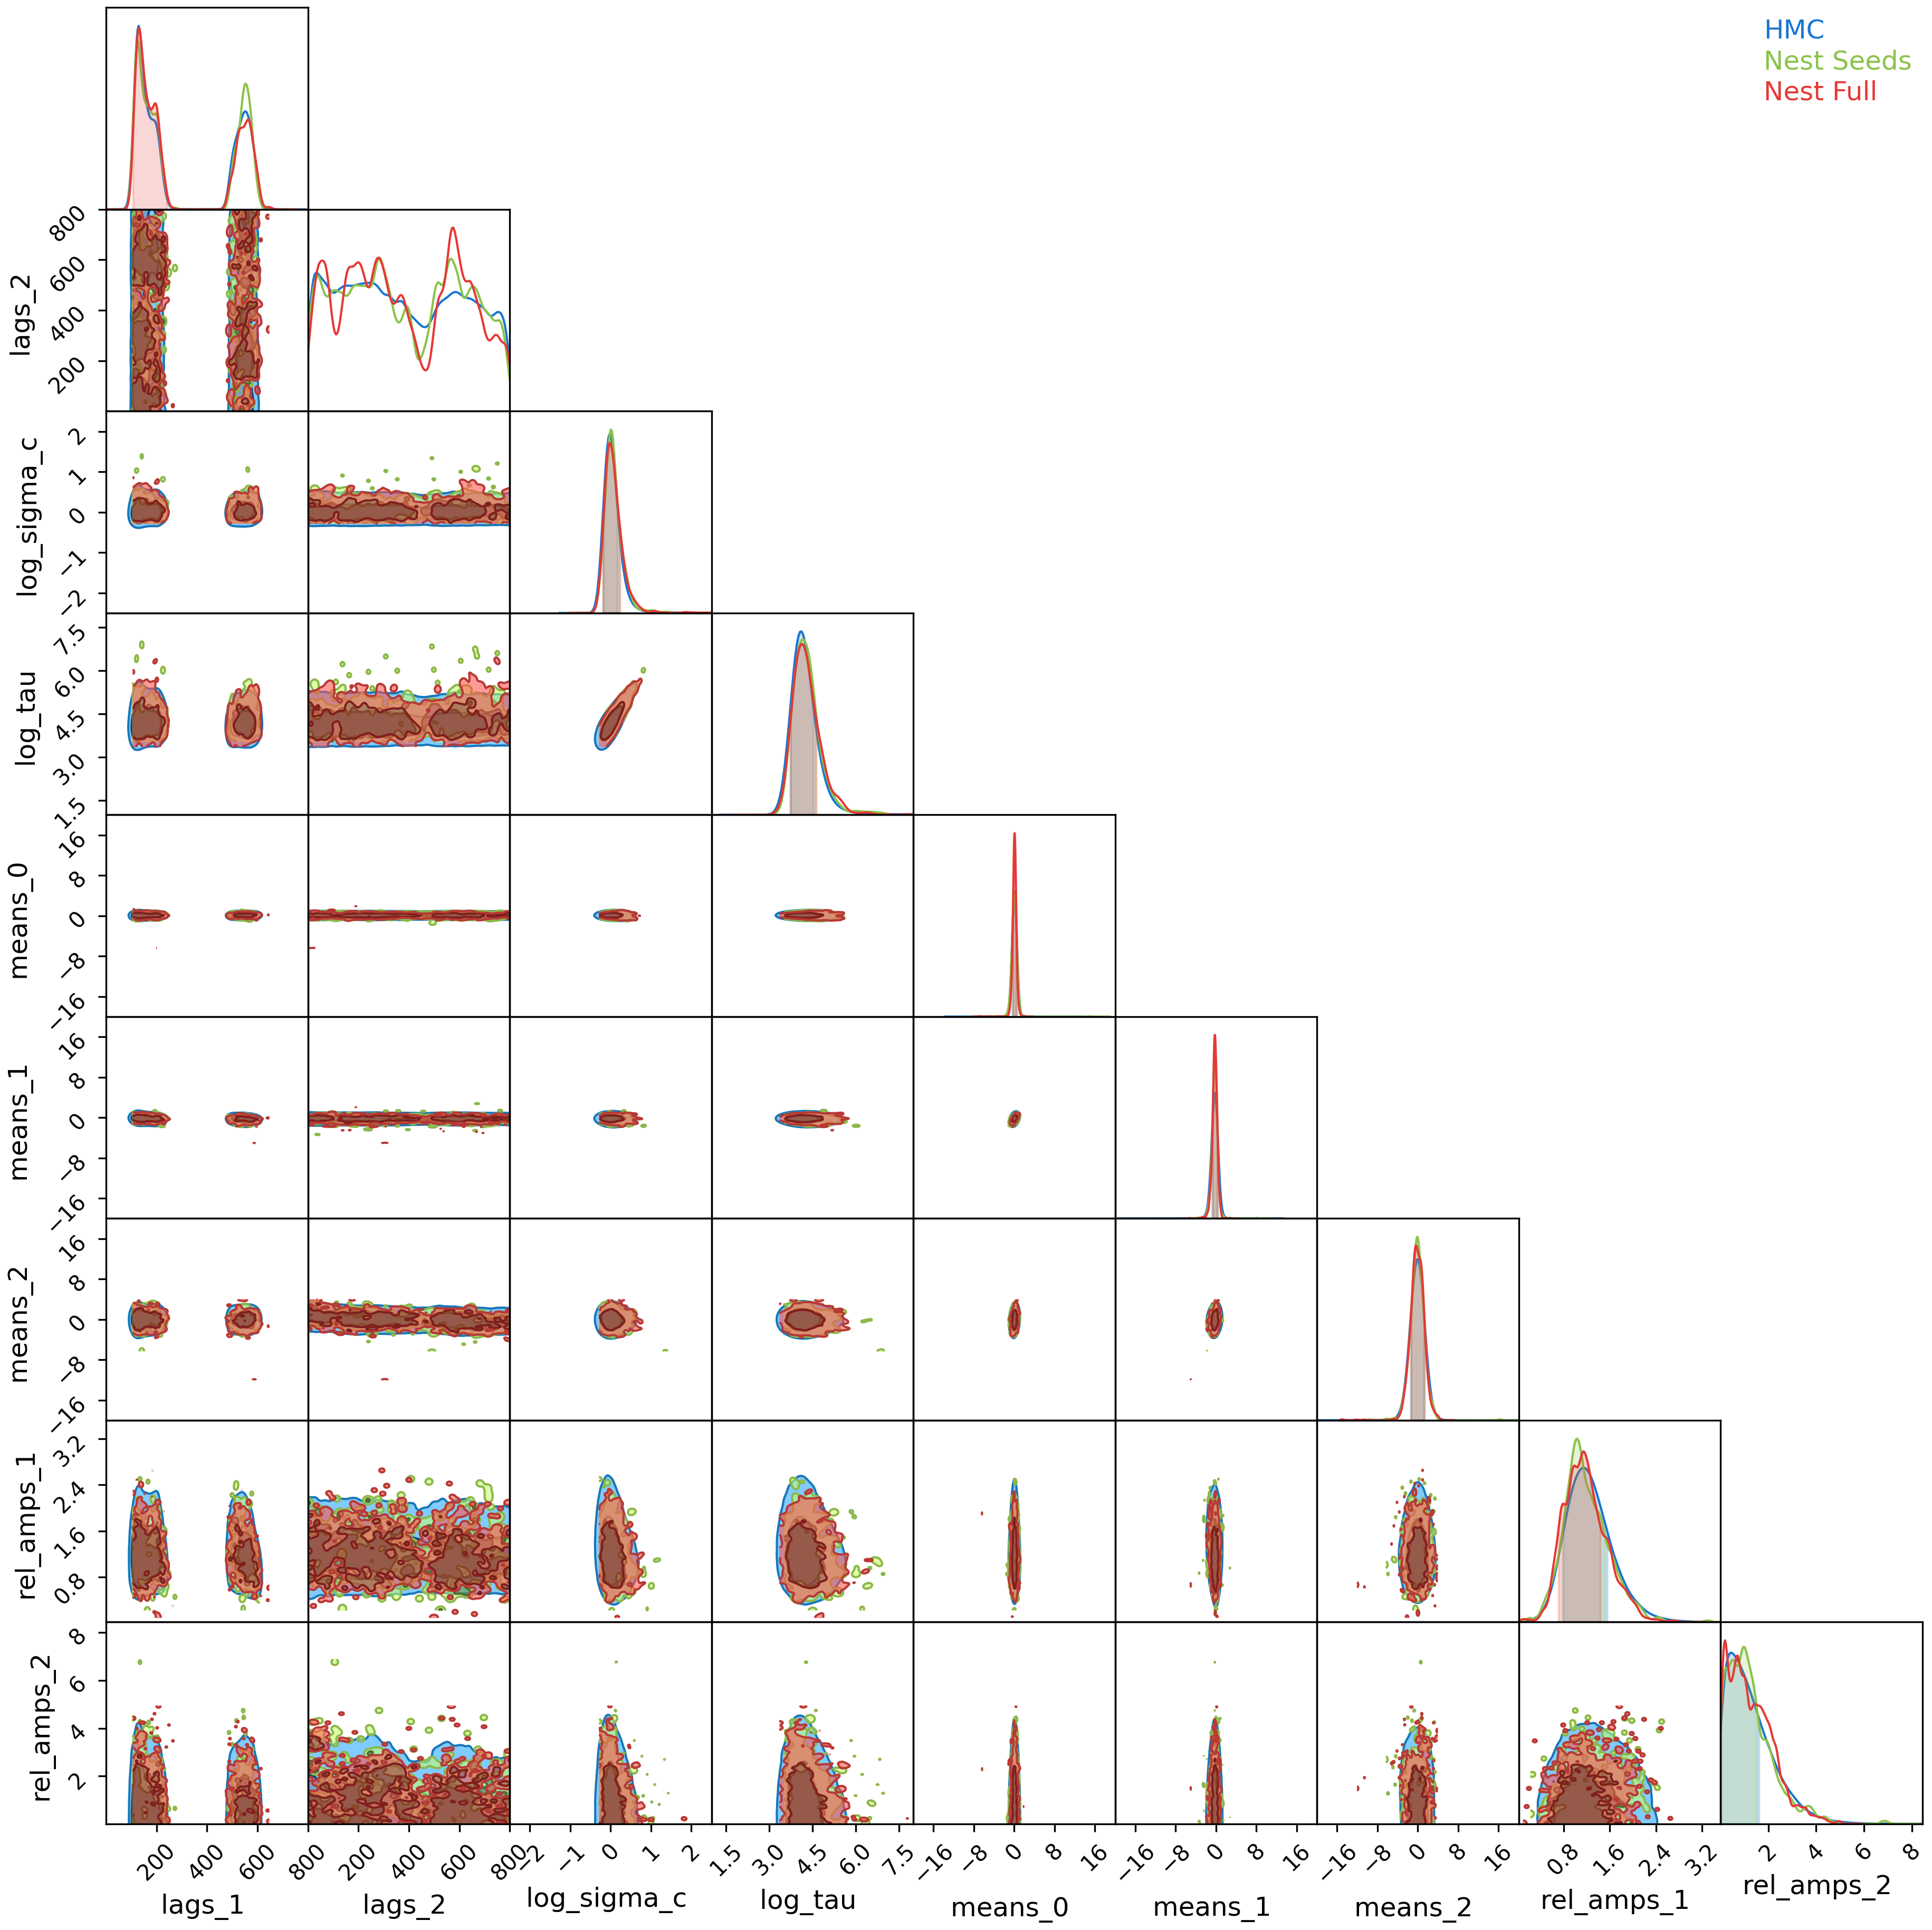 HMC
Nest Seeds
Nest Full
800
600
400
200
lags_2
2
1
0
−1
−2
log_sigma_c
7.5
6.0
4.5
3.0
1.5
log_tau
16
8
0
−8
−16
means_0
16
8
0
−8
−16
means_1
16
8
0
−8
−16
means_2
3.2
2.4
1.6
0.8
rel_amps_1
8
6
4
2
rel_amps_2
200 400 600 800 200 400 600 800 −2 −1 0 1 2 1.5 3.0 4.5 6.0 7.5 −16 −8 0 8 16 −16 −8 0 8 16 −16 −8 0 8 16 0.8 1.6 2.4 3.2 2 4 6 8
lags_1 lags_2 log_sigma_c log_tau means_0 means_1 means_2 rel_amps_1 rel_amps_2